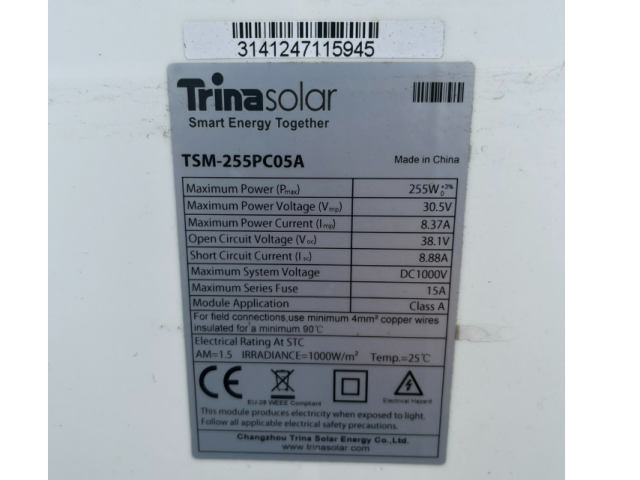 3141247115945
Trinasolar
Smart Energy Together
TSM-255PC05A Made in China
Maximum Power (Pmax) 255W +3% 0
Maximum Power Voltage (Vmp) 30.5V
Maximum Power Current (Imp) 8.37A
Open Circuit Voltage (Voc) 38.1V
Short Circuit Current (Isc) 8.88A
Maximum System Voltage DC1000V
Maximum Series Fuse 15A
Module Application Class A
For field connections,use minimum 4mm² copper wires
insulated for a minimum 90℃
Electrical Rating At STC
AM=1.5 IRRADIANCE=1000W/m² Temp.=25℃
CE
EU-28 WEEE Compliant Electrical Hazard
This module produces electricity when exposed to light.
Follow all applicable electrical safety precautions.
Changzhou Trina Solar Energy Co.,Ltd.
www.trinasolar.com